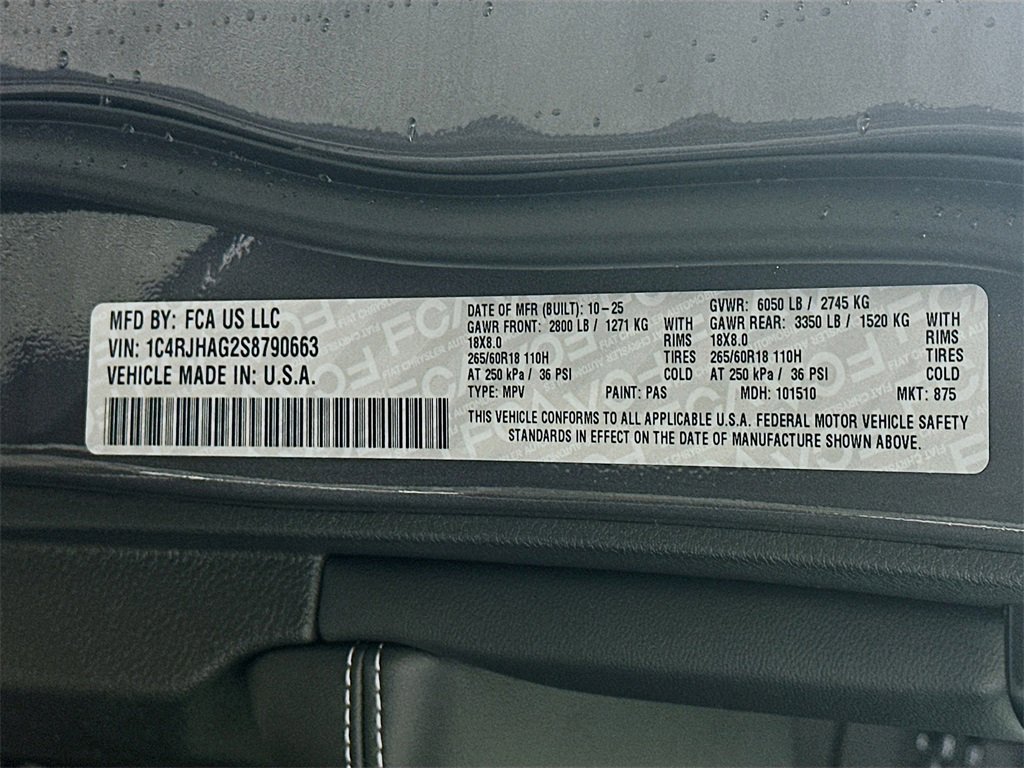 MFD BY: FCA US LLC
VIN: 1C4RJHAG2S8790663
VEHICLE MADE IN: U.S.A.
DATE OF MFR (BUILT): 10-25
GVWR: 6050 LB / 2745 KG
GAWR FRONT: 2800 LB / 1271 KG WITH
GAWR REAR: 3350 LB / 1520 KG WITH
18X8.0 RIMS
18X8.0 RIMS
265/60R18 110H TIRES
265/60R18 110H TIRES
AT 250 kPa / 36 PSI COLD
AT 250 kPa / 36 PSI COLD
TYPE: MPV PAINT: PAS MDH: 101510 MKT: 875
THIS VEHICLE CONFORMS TO ALL APPLICABLE U.S.A. FEDERAL MOTOR VEHICLE SAFETY
STANDARDS IN EFFECT ON THE DATE OF MANUFACTURE SHOWN ABOVE.